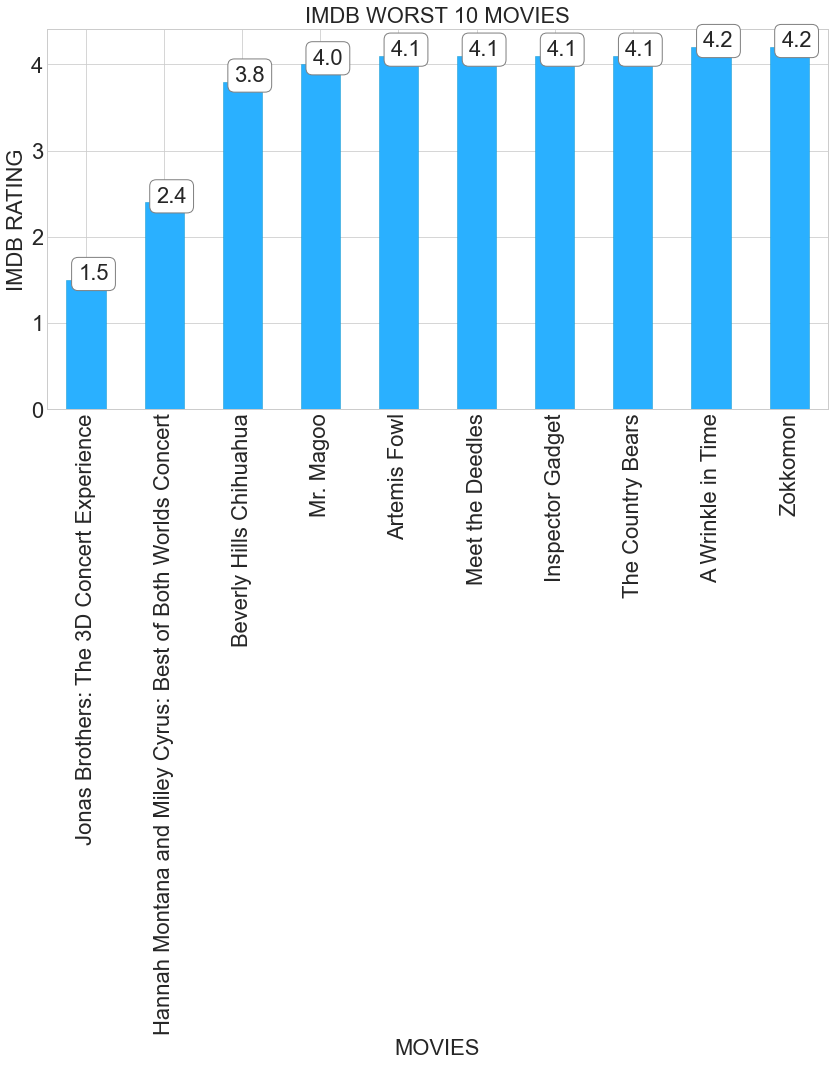 IMDB WORST 10 MOVIES
IMDB RATING
4
3
2
1
0
1.5
2.4
3.8
4.0
4.1
4.1
4.1
4.1
4.2
4.2
Jonas Brothers: The 3D Concert Experience
Hannah Montana and Miley Cyrus: Best of Both Worlds Concert
Beverly Hills Chihuahua
Mr. Magoo
Artemis Fowl
Meet the Deedles
Inspector Gadget
The Country Bears
A Wrinkle in Time
Zokkomon
MOVIES